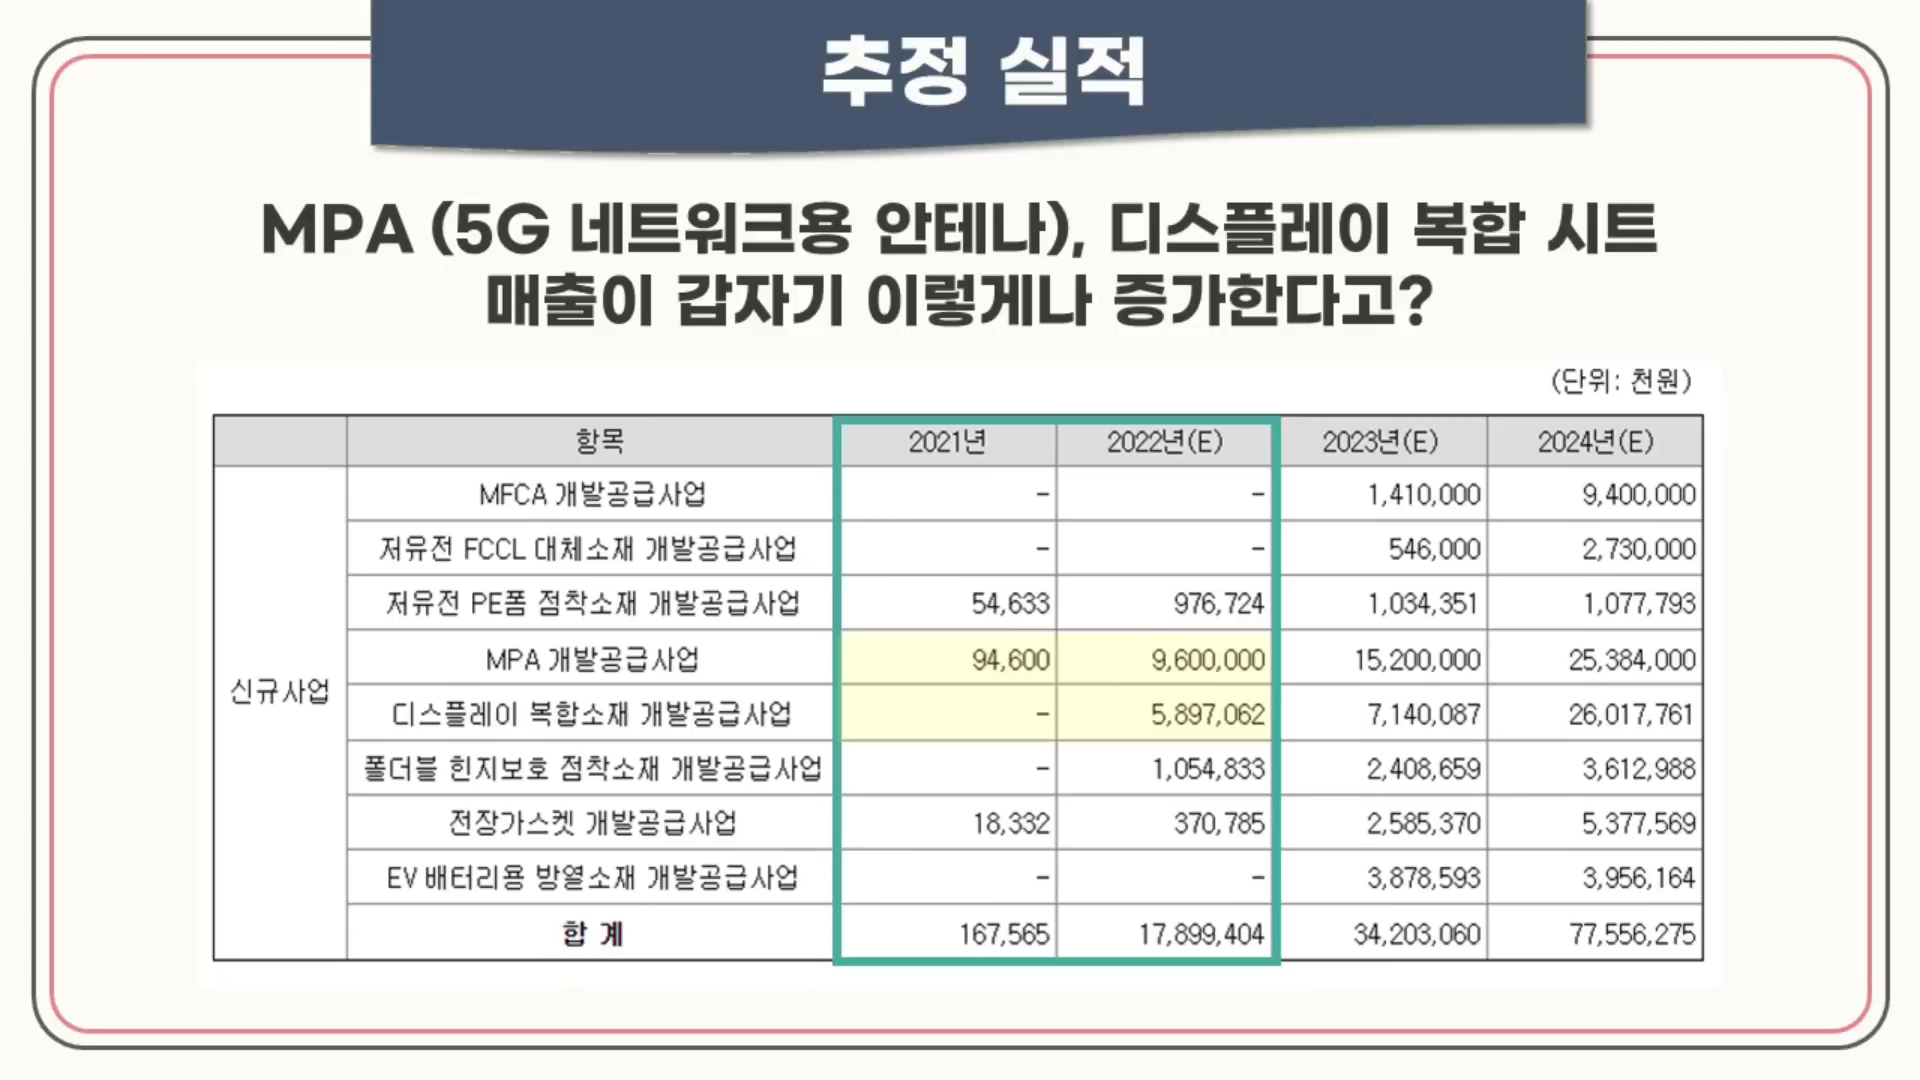 추정 실적
MPA (5G 네트워크용 안테나), 디스플레이 복합 시트
매출이 갑자기 이렇게나 증가한다고?
(단위: 천원)
항목 2021년 2022년(E) 2023년(E) 2024년(E)
신규사업
MFCA 개발공급사업 - - 1,410,000 9,400,000
저유전 FCCL 대체소재 개발공급사업 - - 546,000 2,730,000
저유전 PE폼 점착소재 개발공급사업 54,633 976,724 1,034,351 1,077,793
MPA 개발공급사업 94,600 9,600,000 15,200,000 25,384,000
디스플레이 복합소재 개발공급사업 - 5,897,062 7,140,087 26,017,761
폴더블 힌지보호 점착소재 개발공급사업 - 1,054,833 2,408,659 3,612,988
전장가스켓 개발공급사업 18,332 370,785 2,585,370 5,377,569
EV 배터리용 방열소재 개발공급사업 - - 3,878,593 3,956,164
합 계 167,565 17,899,404 34,203,060 77,556,275